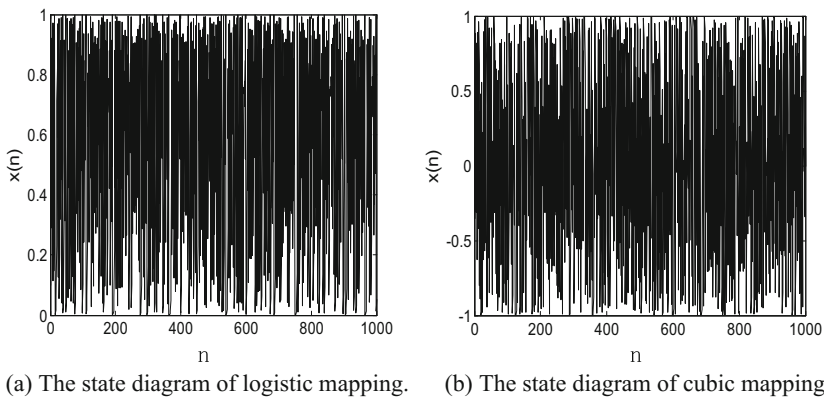 1
0.8
0.6
0.4
0.2
0
x(n)
0 200 400 600 800 1000
n
(a) The state diagram of logistic mapping.
1
0.5
0
-0.5
-1
x(n)
0 200 400 600 800 1000
n
(b) The state diagram of cubic mapping